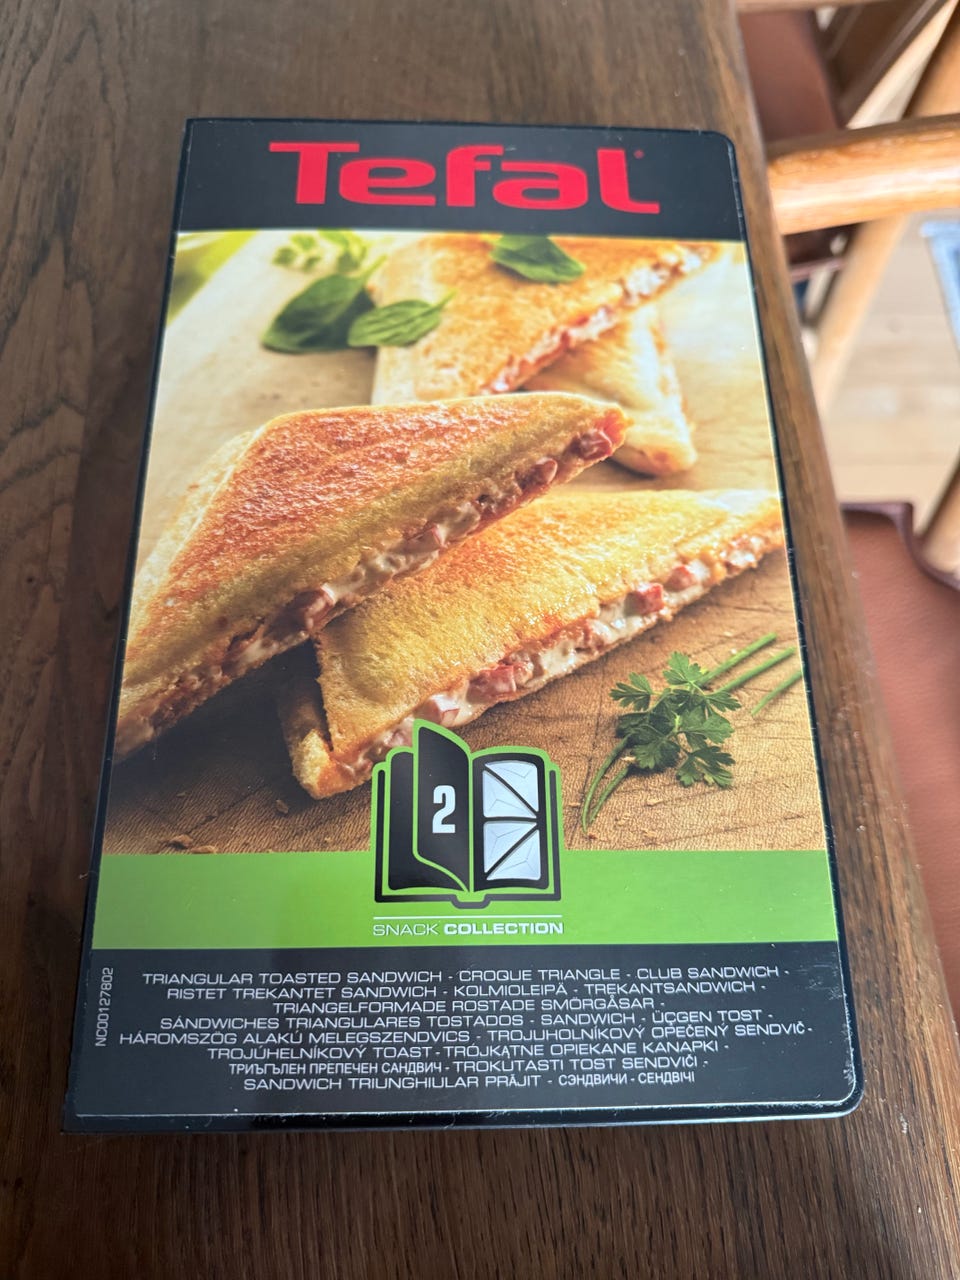 Tefal
2
SNACK COLLECTION
NC00127802
TRIANGULAR TOASTED SANDWICH - CROQUE TRIANGLE - CLUB SANDWICH -
RISTET TREKANTET SANDWICH - KOLMIOLEIPÄ - TREKANTSANDWICH -
TRIANGELFORMADE ROSTADE SMÖRGÅSAR -
SÁNDWICHES TRIANGULARES TOSTADOS - SANDWICH - ÜÇGEN TOST -
HÁROMSZÖG ALAKÚ MELEGSZENDVICS - TROJUHOLNÍKOVÝ OPEČENÝ SENDVIČ -
TROJÚHELNÍKOVÝ TOAST - TRÓJKĄTNE OPIEKANE KANAPKI -
ТРИЪГЪЛЕН ПРЕПЕЧЕН САНДВИЧ - TROKUTASTI TOST SENDVIČI -
SANDWICH TRIUNGHIULAR PRĂJIT - СЭНДВИЧИ - СЕНДВІЧІ